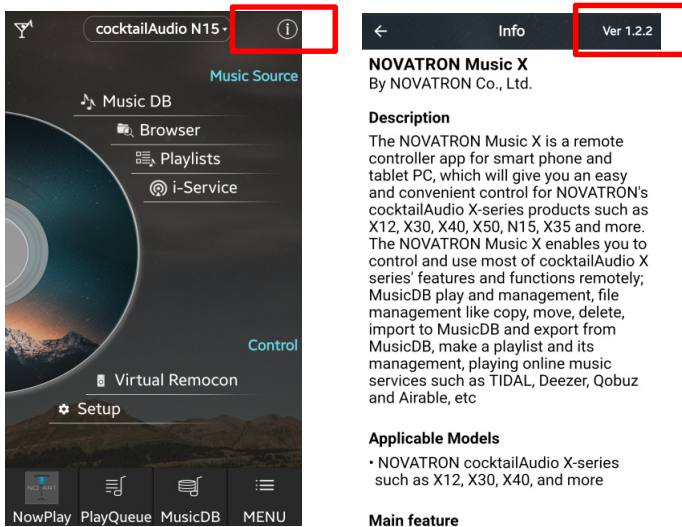 cocktailAudio N15
Music Source
Music DB
Browser
Playlists
i-Service
Control
Virtual Remocon
Setup
NowPlay PlayQueue MusicDB MENU
Info Ver 1.2.2
NOVATRON Music X
By NOVATRON Co., Ltd.
Description
The NOVATRON Music X is a remote
controller app for smart phone and
tablet PC, which will give you an easy
and convenient control for NOVATRON's
cocktailAudio X-series products such as
X12, X30, X40, X50, N15, X35 and more.
The NOVATRON Music X enables you to
control and use most of cocktailAudio X
series' features and functions remotely;
MusicDB play and management, file
management like copy, move, delete,
import to MusicDB and export from
MusicDB, make a playlist and its
management, playing online music
services such as TIDAL, Deezer, Qobuz
and Airable, etc
Applicable Models
• NOVATRON cocktailAudio X-series
such as X12, X30, X40, and more
Main feature